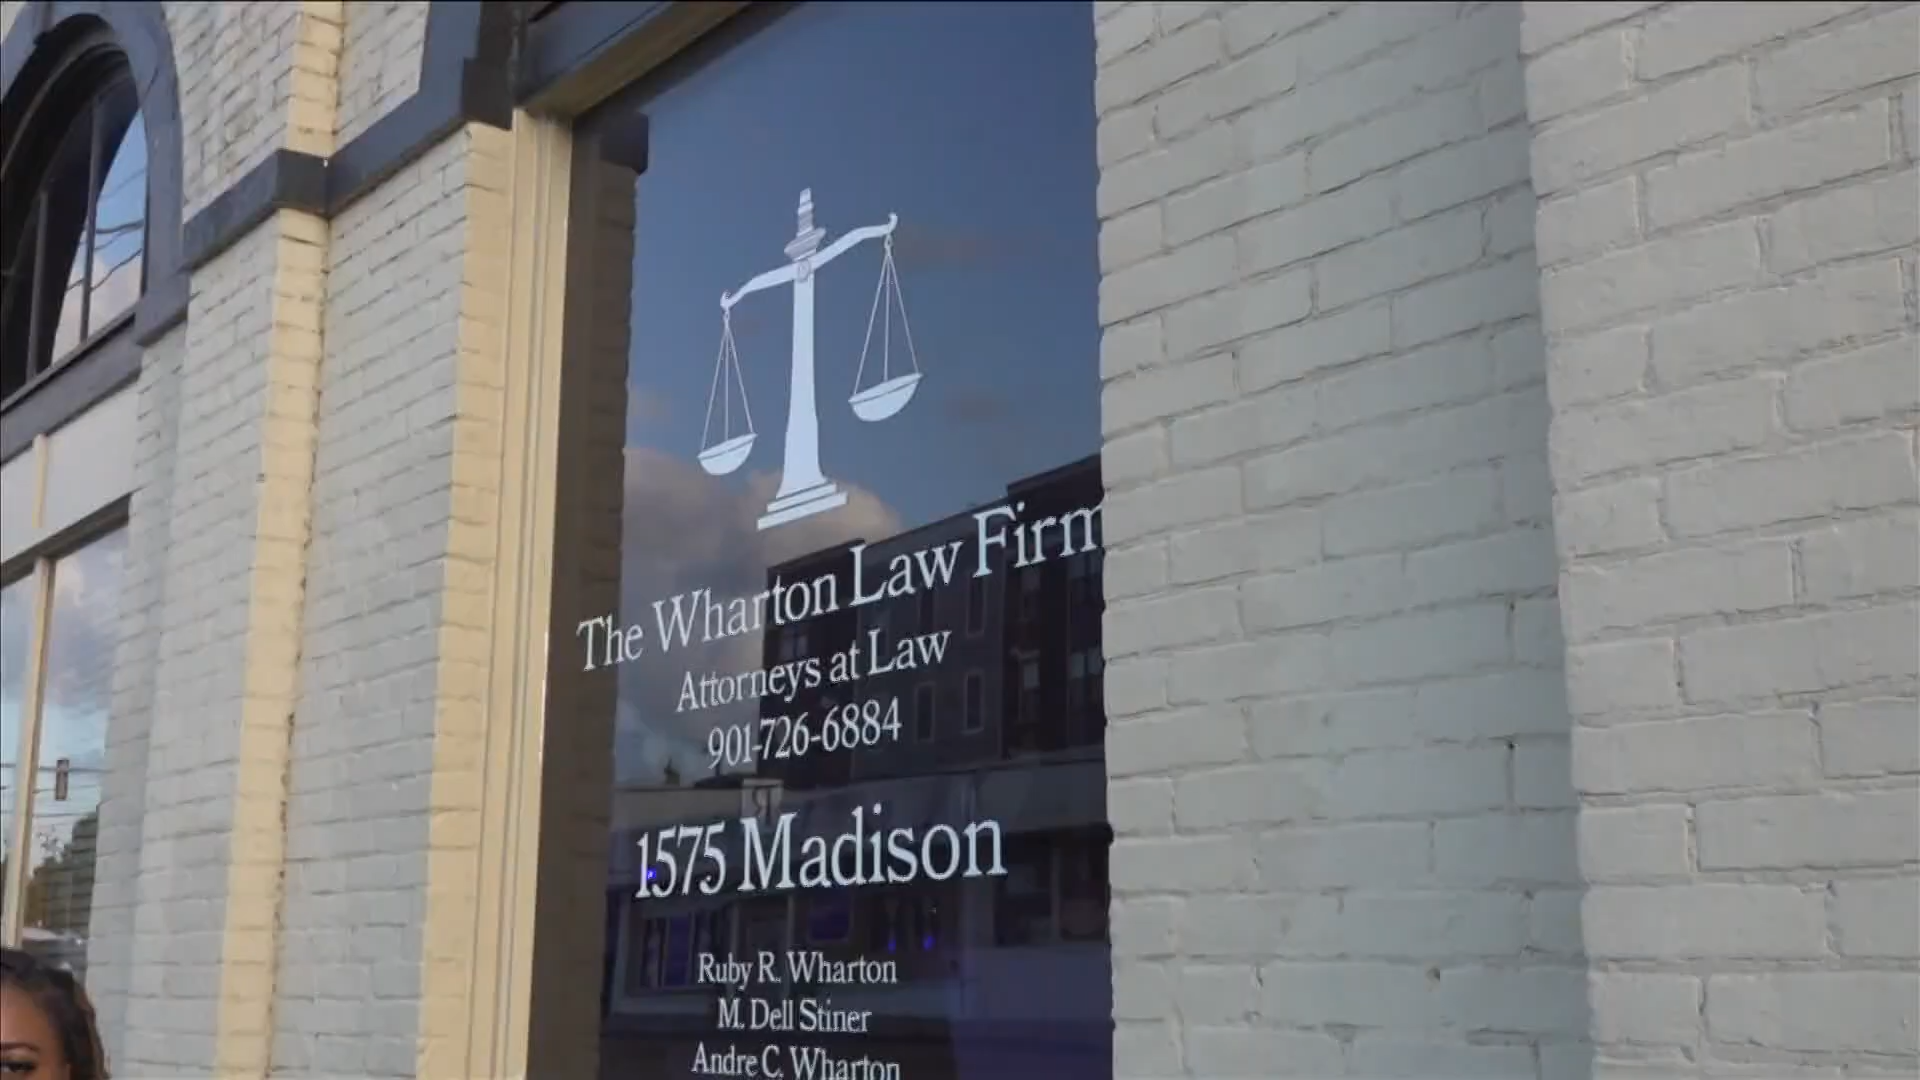 The Wharton Law Firm
Attorneys at Law
901-726-6884
1575 Madison
Ruby R. Wharton
M. Dell Stiner
Andre C. Wharton